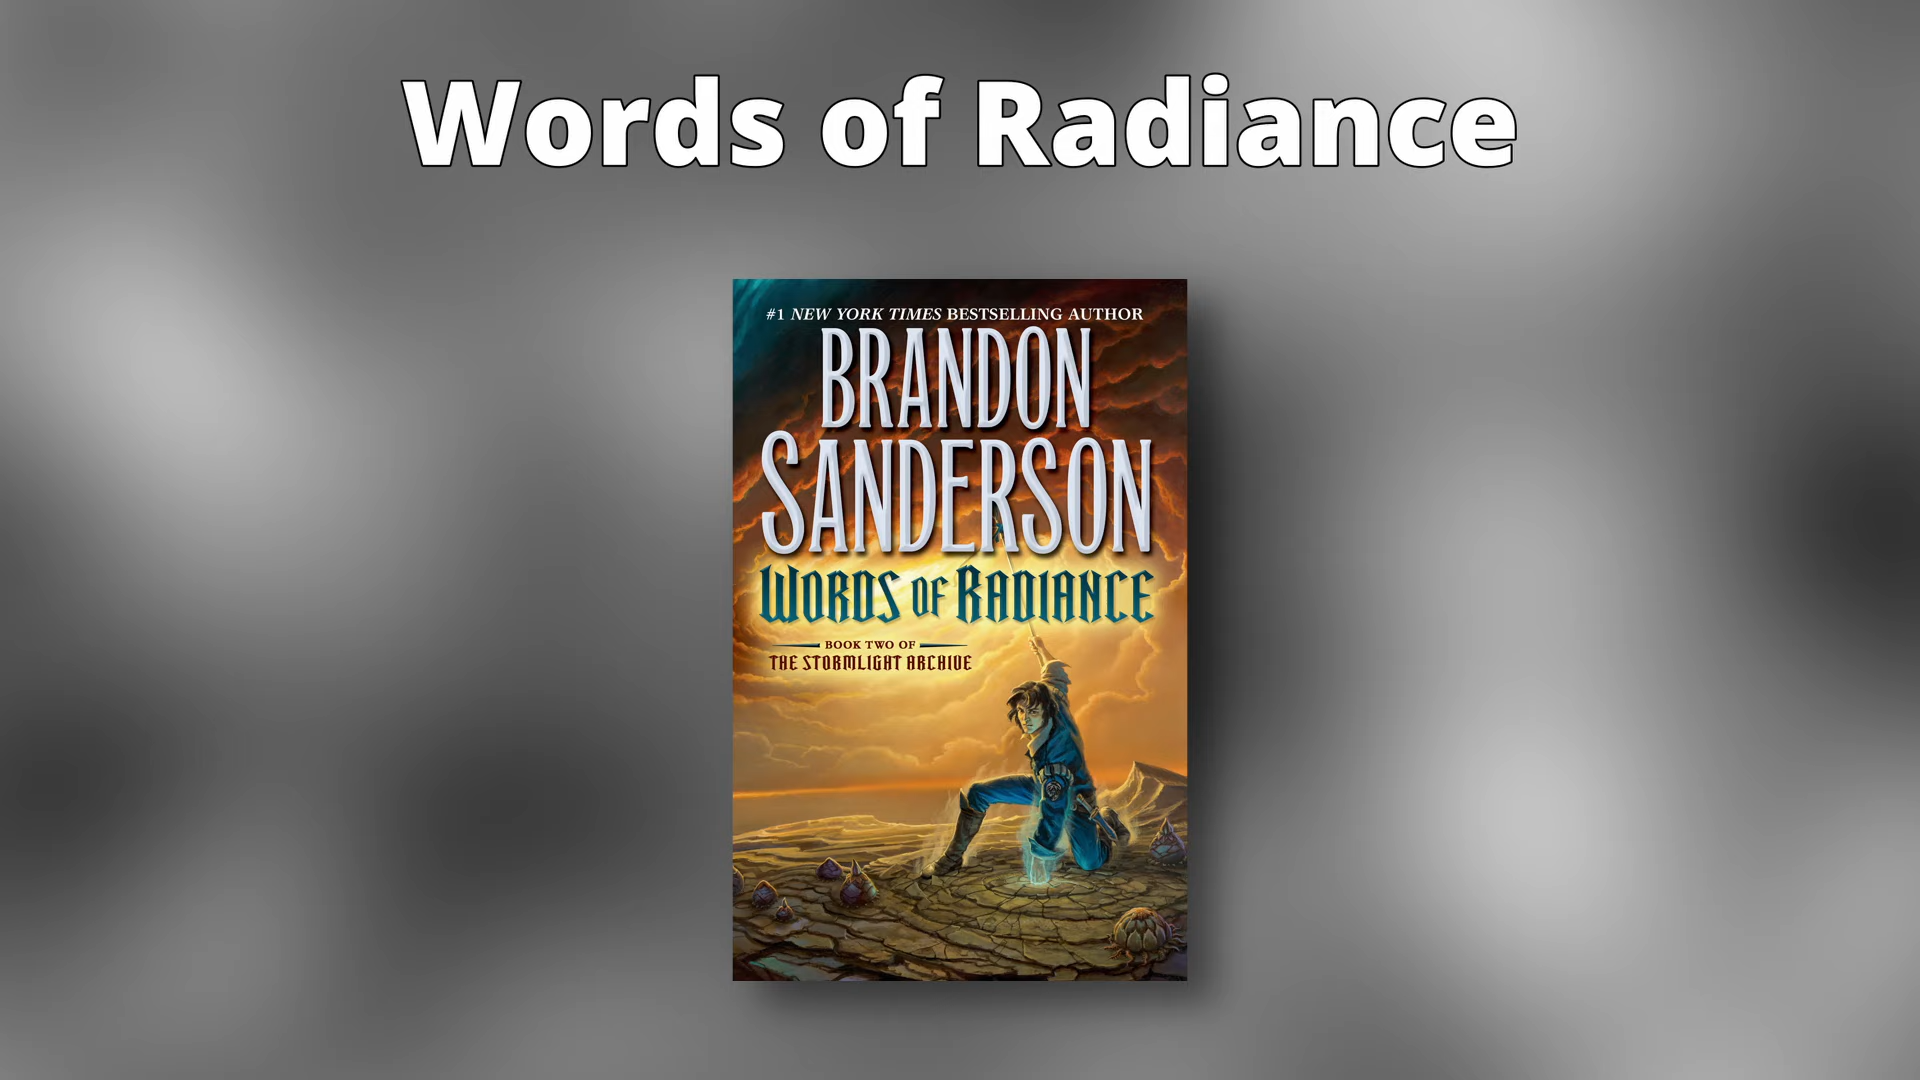 Words of Radiance
#1 NEW YORK TIMES BESTSELLING AUTHOR
BRANDON
SANDERSON
WORDS OF RADIANCE
BOOK TWO OF
THE STORMLIGHT ARCHIVE